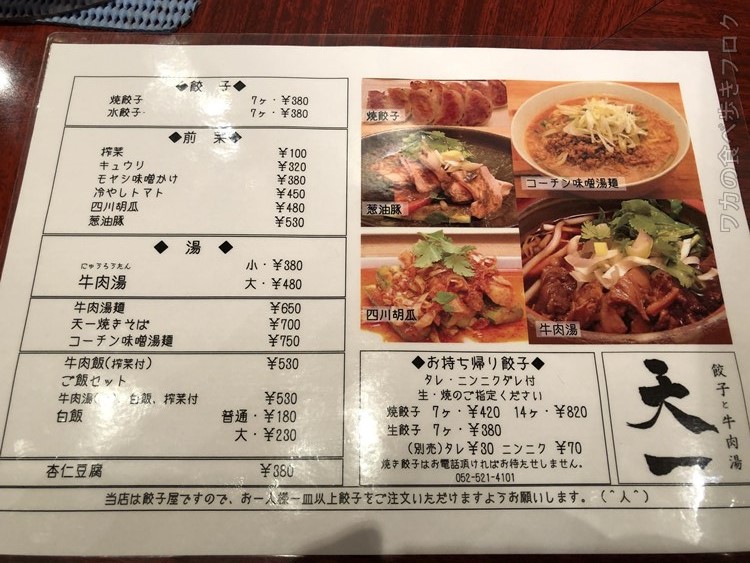 ◆餃 子◆
焼餃子 7ヶ・¥380
水餃子 7ヶ・¥380
◆前 菜◆
搾菜 ¥100
キュウリ ¥320
モヤシ味噌かけ ¥380
冷やしトマト ¥450
四川胡瓜 ¥480
葱油豚 ¥530
◆ 湯 ◆
にゅうろうたん
牛肉湯 小・¥380
大・¥480
牛肉湯麺 ¥650
天一焼きそば ¥700
コーチン味噌湯麺 ¥750
牛肉飯(搾菜付) ¥530
ご飯セット
牛肉湯( 白飯、搾菜付 ¥530
白飯 普通・¥180
大・¥230
杏仁豆腐 ¥380
焼餃子
コーチン味噌湯麺
葱油豚
四川胡瓜
牛肉湯
◆お持ち帰り餃子◆
タレ・ニンニクダレ付
生・焼のご指定ください
焼餃子 7ヶ・¥420 14ヶ・¥820
生餃子 7ヶ・¥380
(別売)タレ ¥30 ニンニク ¥70
焼き餃子はお電話頂ければお待たせしません。
052-521-4101
餃子と牛肉湯
天一
当店は餃子屋ですので、お一人様一皿以上餃子をご注文いただけますようお願いします。(^人^)
ワカの食べ歩きブログ